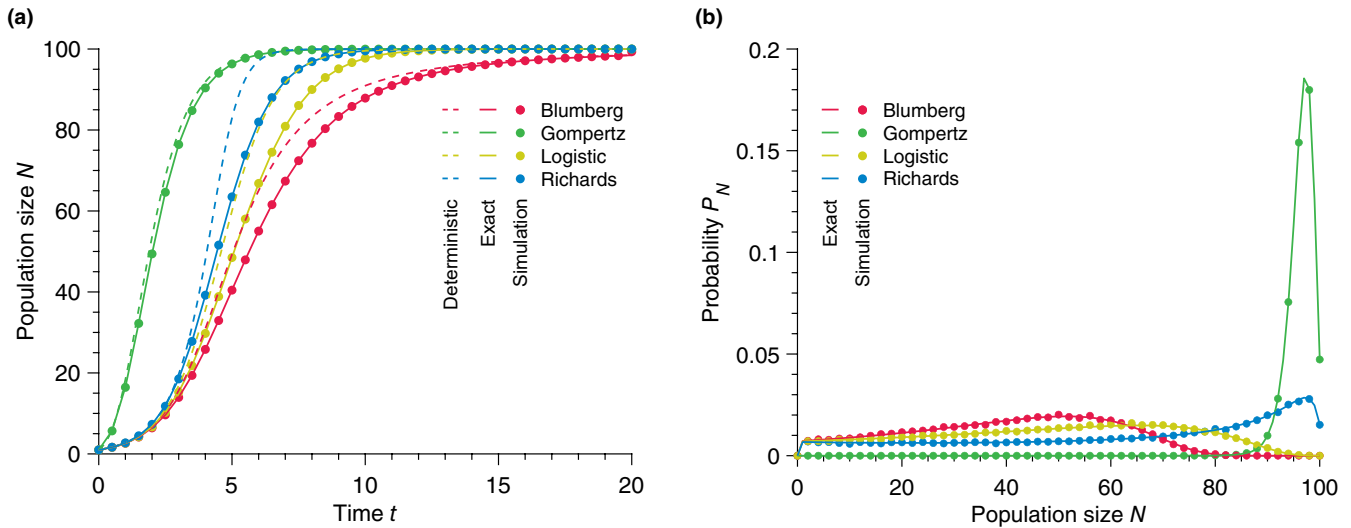 (a)
100
80
60
40
20
0
Population size N
0 5 10 15 20
Time t
Blumberg
Gompertz
Logistic
Richards
Deterministic
Exact
Simulation
(b)
0.2
0.15
0.1
0.05
0
Probability P_N
0 20 40 60 80 100
Population size N
Blumberg
Gompertz
Logistic
Richards
Exact
Simulation